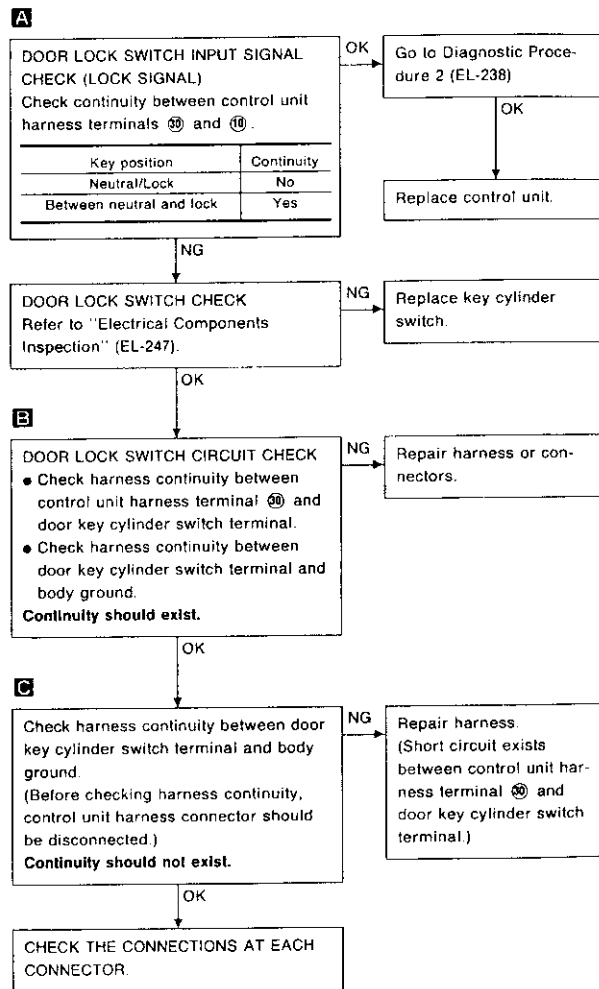 A
DOOR LOCK SWITCH INPUT SIGNAL
CHECK (LOCK SIGNAL)
Check continuity between control unit
harness terminals ㉚ and ⑩ .
Key position Continuity
Neutral/Lock No
Between neutral and lock Yes
OK
Go to Diagnostic Proce-
dure 2 (EL-238)
OK
Replace control unit.
NG
DOOR LOCK SWITCH CHECK
Refer to "Electrical Components
Inspection" (EL-247).
NG
Replace key cylinder
switch.
OK
B
DOOR LOCK SWITCH CIRCUIT CHECK
● Check harness continuity between
control unit harness terminal ㉚ and
door key cylinder switch terminal.
● Check harness continuity between
door key cylinder switch terminal and
body ground.
Continuity should exist.
NG
Repair harness or con-
nectors.
OK
C
Check harness continuity between door
key cylinder switch terminal and body
ground.
(Before checking harness continuity,
control unit harness connector should
be disconnected.)
Continuity should not exist.
NG
Repair harness.
(Short circuit exists
between control unit har-
ness terminal ㉚ and
door key cylinder switch
terminal.)
OK
CHECK THE CONNECTIONS AT EACH
CONNECTOR.